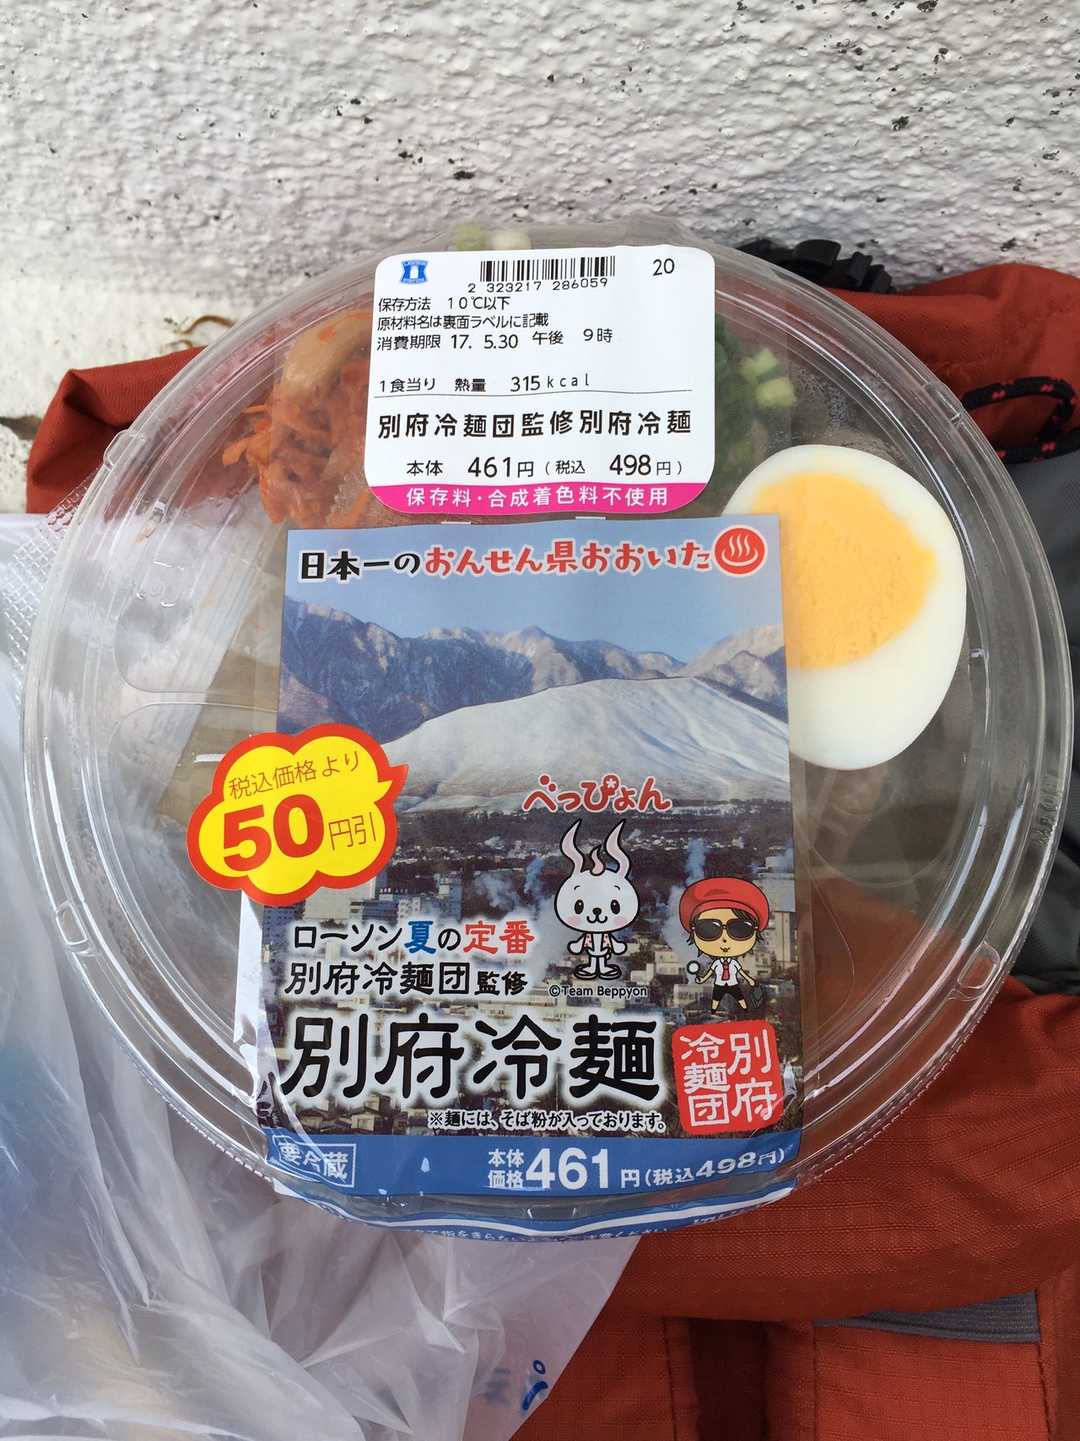 20
2 323217 286059
保存方法 10℃以下
原材料名は裏面ラベルに記載
消費期限 17. 5.30 午後 9時
1食当り 熱量 315kcal
別府冷麺団監修別府冷麺
本体 461円(税込 498円)
保存料・合成着色料不使用
日本一のおんせん県おおいた
税込価格より
50円引
べっぴょん
ローソン夏の定番
別府冷麺団監修
©Team Beppyon
別府冷麺
別府
冷麺団
※麺には、そば粉が入っております。
要冷蔵
本体価格461円(税込498円)